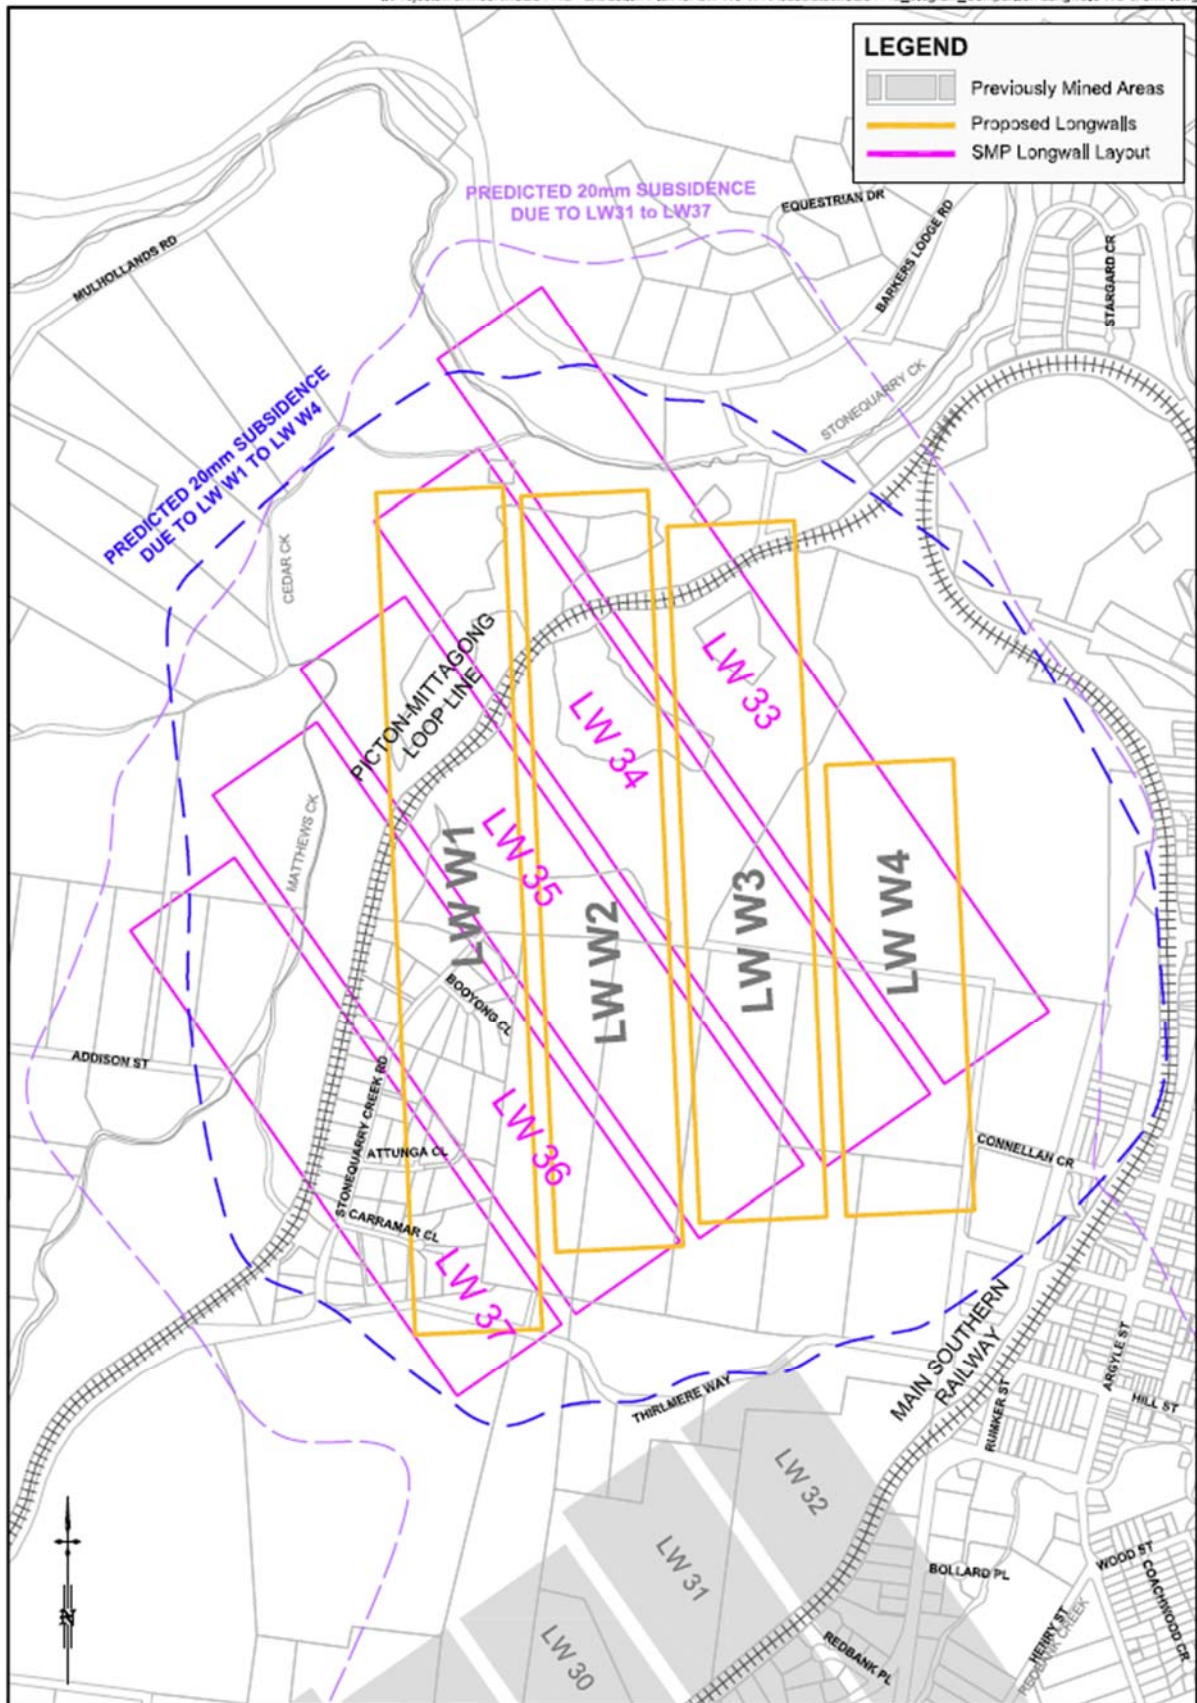 LEGEND
Previously Mined Areas
Proposed Longwalls
SMP Longwall Layout
PREDICTED 20mm SUBSIDENCE
DUE TO LW31 to LW37
EQUESTRIAN DR
BARKERS LODGE RD
STARGARD CR
MULHOLLANDS RD
PREDICTED 20mm SUBSIDENCE
DUE TO LW W1 TO LW W4
STONEQUARRY CK
CEDAR CK
PICTON-MITTAGONG
LOOP LINE
LW 33
LW 34
LW 35
MATTHEWS CK
LW W1
LW W2
LW W3
LW W4
BOOYONG CL
ADDISON ST
STONEQUARRY CREEK RD
LW 36
ATTUNGA CL
CONNELLAN CR
CARRAMAR CL
LW 37
MAIN SOUTHERN
RAILWAY
THIRLMERE WAY
RUMKER ST
ARGYLE ST
HILL ST
LW 32
LW 31
LW 30
BOLLARD PL
WOOD ST
COACHWOOD CR
HENRY ST
REDBANK CREEK
REDBANK PL
N